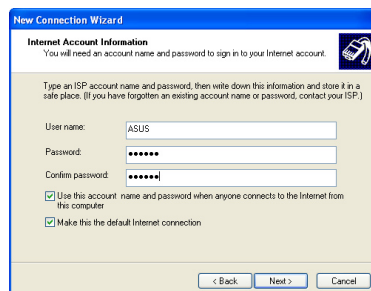 New Connection Wizard
Internet Account Information
You will need an account name and password to sign in to your Internet account.
Type an ISP account name and password, then write down this information and store it in a
safe place. (If you have forgotten an existing account name or password, contact your ISP.)
User name: ASUS
Password: ••••••
Confirm password: ••••••
Use this account name and password when anyone connects to the Internet from
this computer
Make this the default Internet connection
< Back Next > Cancel